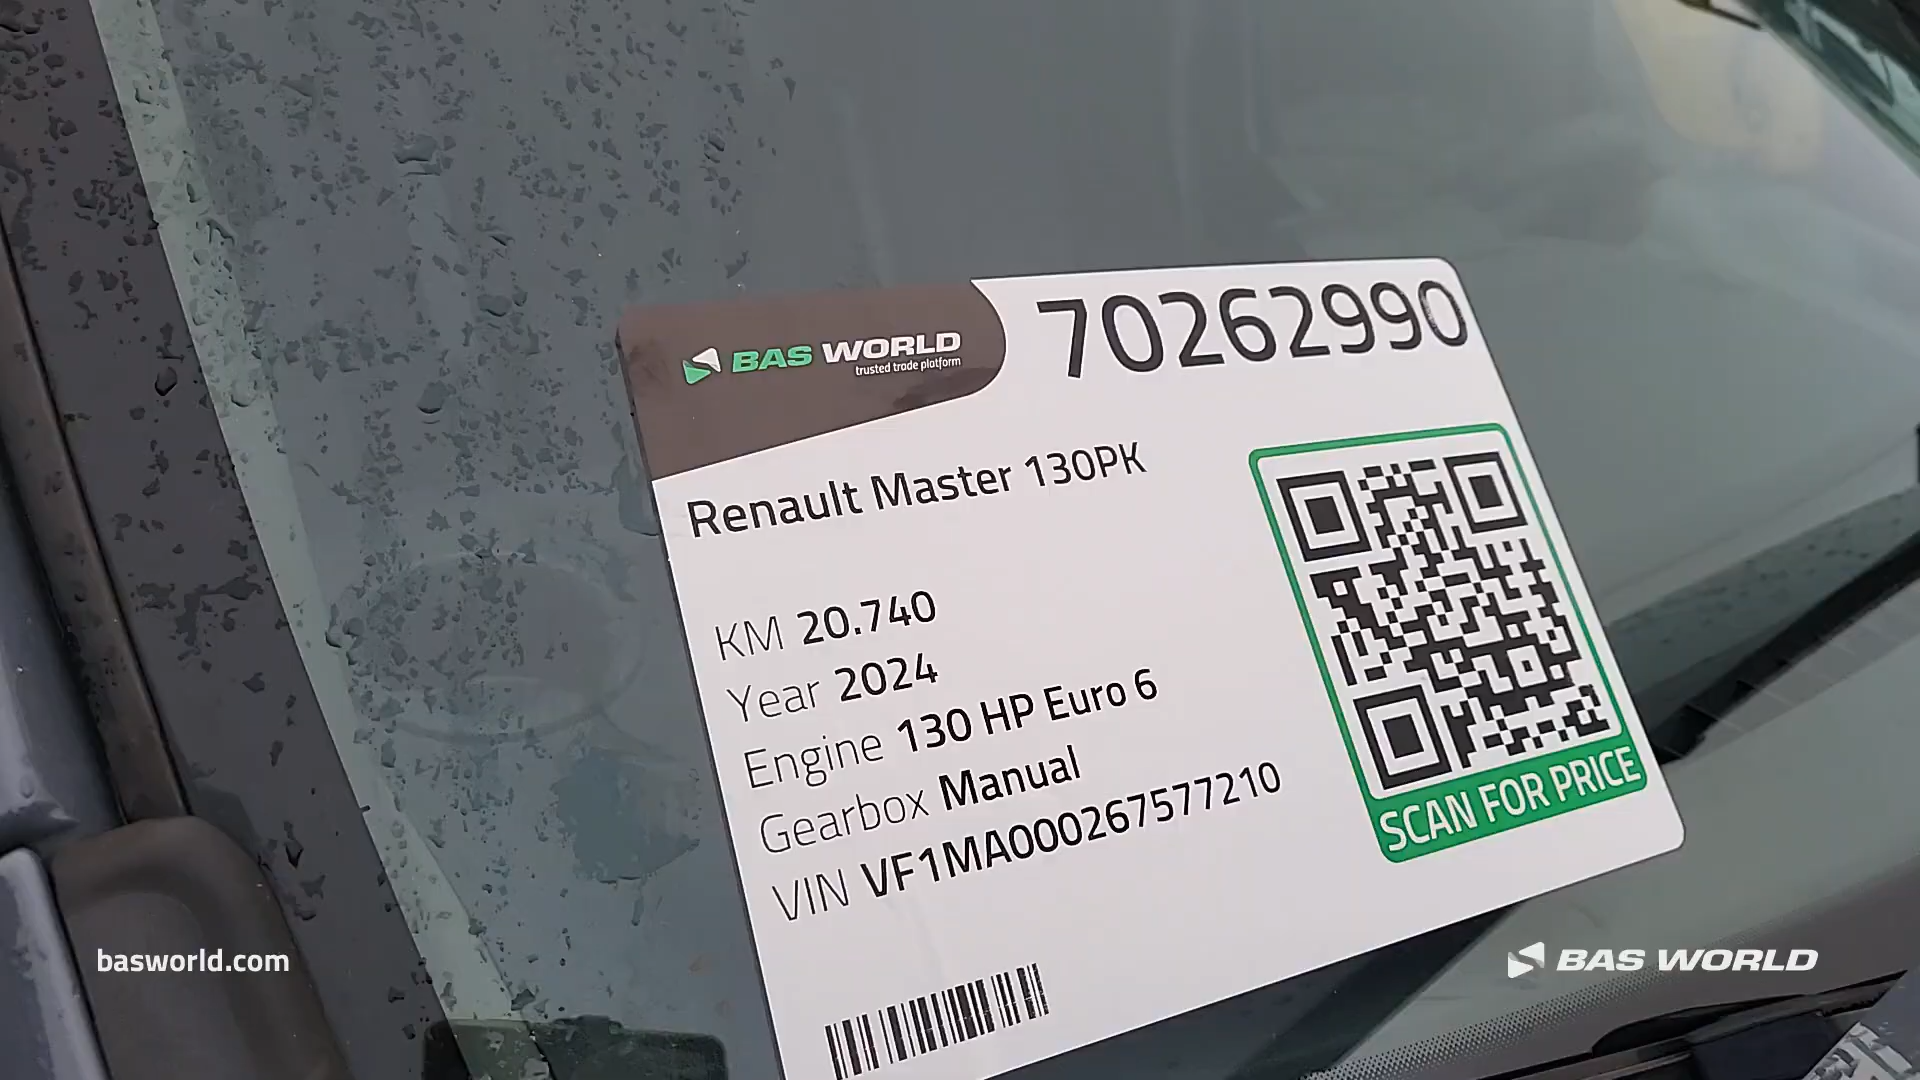 BAS WORLD
trusted trade platform
70262990
Renault Master 130PK
KM 20.740
Year 2024
Engine 130 HP Euro 6
Gearbox Manual
VIN VF1MA000267577210
SCAN FOR PRICE
basworld.com
BAS WORLD